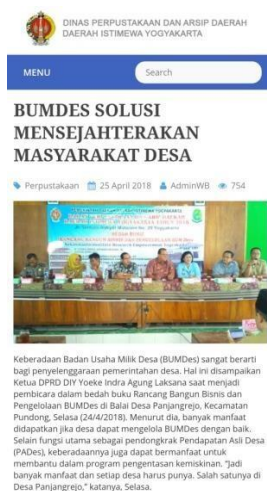 DINAS PERPUSTAKAAN DAN ARSIP DAERAH
DAERAH ISTIMEWA YOGYAKARTA
MENU
Search
BUMDES SOLUSI
MENSEJAHTERAKAN
MASYARAKAT DESA
Perpustakaan 25 April 2018 AdminWB 754
Keberadaan Badan Usaha Milik Desa (BUMDes) sangat berarti
bagi penyelenggaraan pemerintahan desa. Hal ini disampaikan
Ketua DPRD DIY Yoeke Indra Agung Laksana saat menjadi
pembicara dalam bedah buku Rancang Bangun Bisnis dan
Pengelolaan BUMDes di Balai Desa Panjangrejo, Kecamatan
Pundong, Selasa (24/4/2018). Menurut dia, banyak manfaat
didapatkan jika desa dapat mengelola BUMDes dengan baik.
Selain fungsi utama sebagai pendongkrak Pendapatan Asli Desa
(PADes), keberadaannya juga dapat bermanfaat untuk
membantu dalam program pengentasan kemiskinan. "Jadi
banyak manfaat dan setiap desa harus punya. Salah satunya di
Desa Panjangrejo," katanya, Selasa.